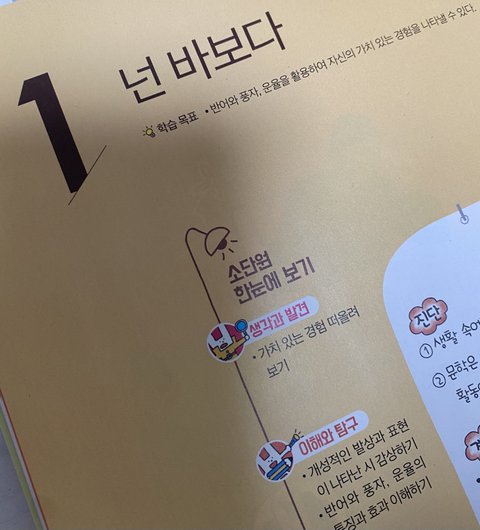 1
넌 바보다
학습 목표 • 반어와 풍자, 운율을 활용하여 자신의 가치 있는 경험을 나타낼 수 있다.
소단원
한눈에 보기
생각과 발견
• 가치 있는 경험 떠올려
보기
이해와 탐구
• 개성적인 발상과 표현
이 나타난 시 감상하기
• 반어와 풍자, 운율의
특징과 효과 이해하기
진단
① 생활 속에
② 문학은
활동